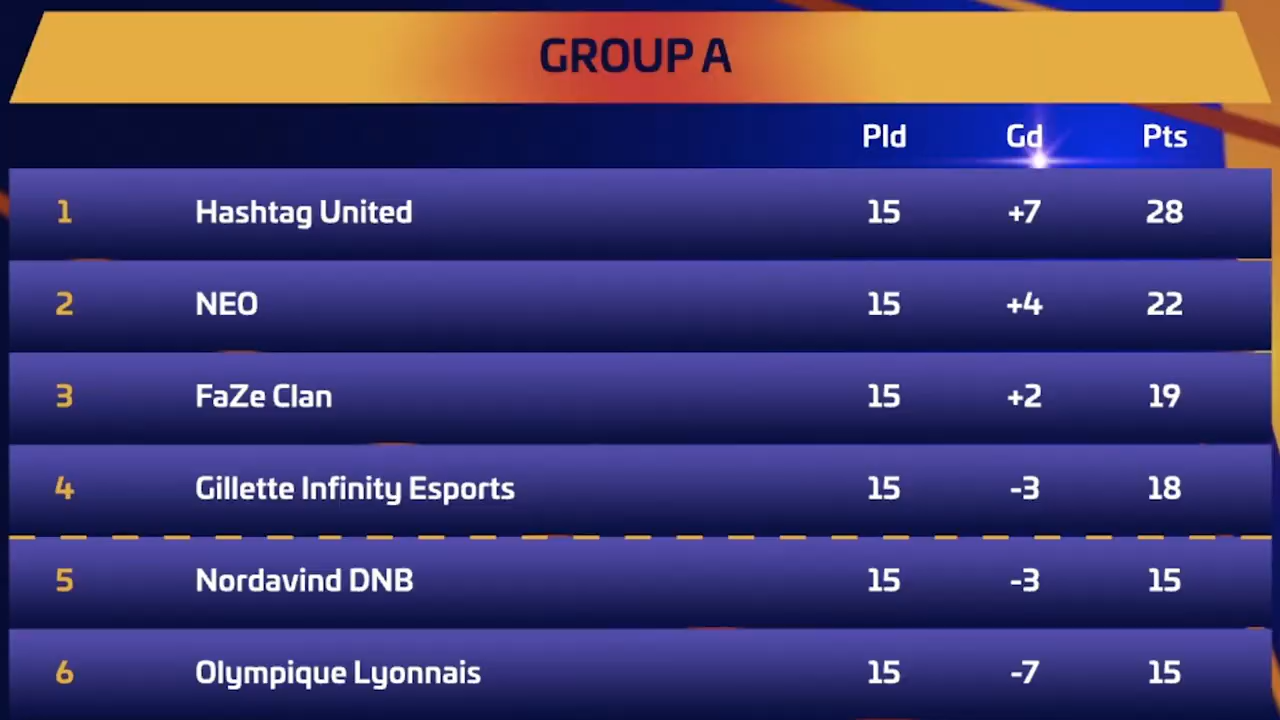 GROUP A
Pld Gd Pts
1 Hashtag United 15 +7 28
2 NEO 15 +4 22
3 FaZe Clan 15 +2 19
4 Gillette Infinity Esports 15 -3 18
5 Nordavind DNB 15 -3 15
6 Olympique Lyonnais 15 -7 15